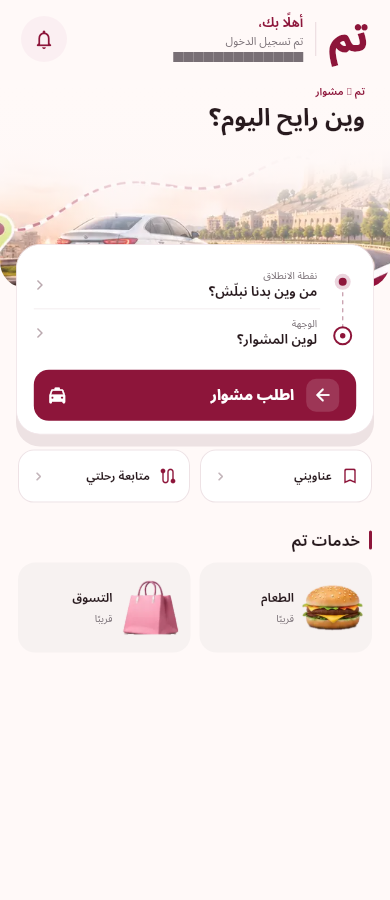 تم
أهلًا بك،
تم تسجيل الدخول
تم ▯ مشوار
وين رايح اليوم؟
نقطة الانطلاق
من وين بدنا نبلّش؟
الوجهة
لوين المشوار؟
اطلب مشوار
عناويني
متابعة رحلتي
خدمات تم
الطعام
قريبًا
التسوق
قريبًا